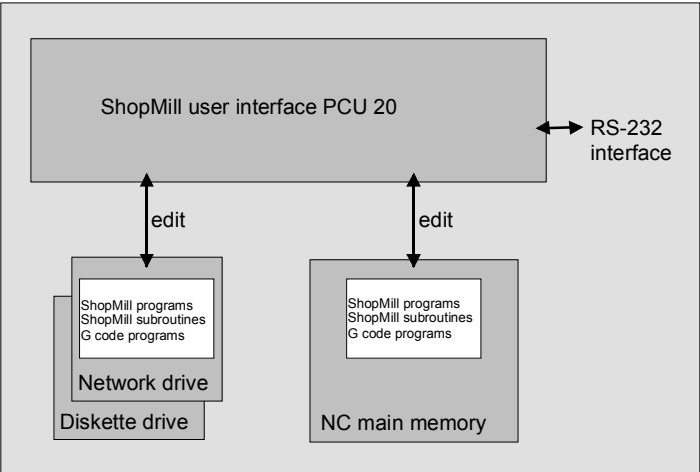 ShopMill user interface PCU 20
RS-232
interface
edit
edit
ShopMill programs
ShopMill subroutines
G code programs
Network drive
Diskette drive
ShopMill programs
ShopMill subroutines
G code programs
NC main memory